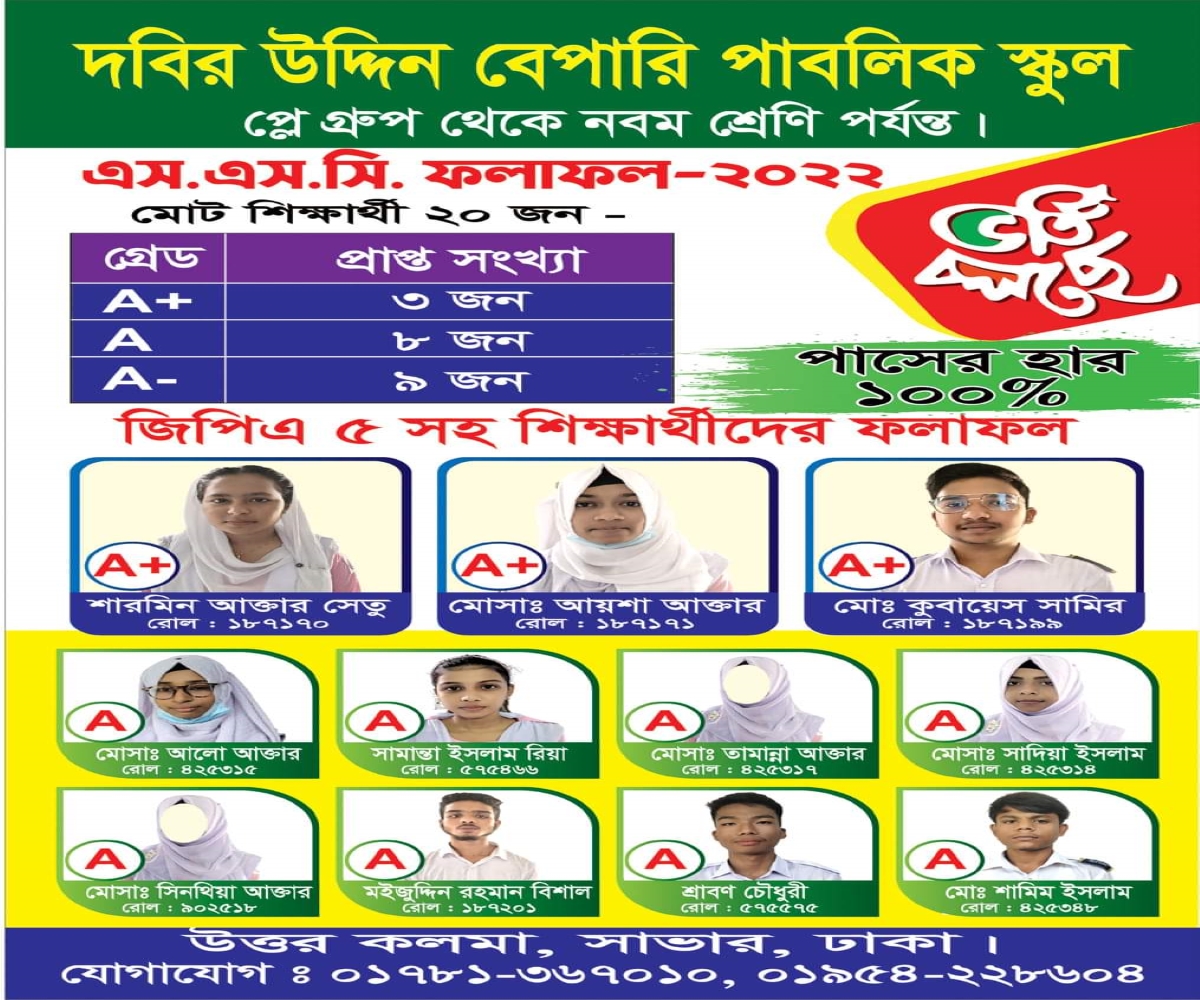 দবির উদ্দিন বেপারি পাবলিক স্কুল
প্লে গ্রুপ থেকে নবম শ্রেণি পর্যন্ত।
এস.এস.সি. ফলাফল-২০২২
মোট শিক্ষার্থী ২০ জন -
ভর্তি
চলছে
গ্রেড প্রাপ্ত সংখ্যা
A+ ৩ জন
A ৮ জন
A- ৯ জন
পাসের হার
১০০%
জিপিএ ৫ সহ শিক্ষার্থীদের ফলাফল
A+ A+ A+
শারমিন আক্তার সেতু মোসাঃ আয়শা আক্তার মোঃ কুবায়েস সামির
রোল : ১৮৭১৭০ রোল : ১৮৭১৭১ রোল : ১৮৭১৯৯
A A A A
মোসাঃ আলো আক্তার সামান্তা ইসলাম রিয়া মোসাঃ তামান্না আক্তার মোসাঃ সাদিয়া ইসলাম
রোল : ৪২৫৩১৫ রোল : ৫৭৫৪৬৬ রোল : ৪২৫৩১৭ রোল : ৪২৫৩১৪
A A A A
মোসাঃ সিনথিয়া আক্তার মইজুদ্দিন রহমান বিশাল শ্রাবণ চৌধুরী মোঃ শামিম ইসলাম
রোল : ৯০২৫১৮ রোল : ১৮৭২০১ রোল : ৫৭৫৫৭৫ রোল : ৪২৫৩৪৮
উত্তর কলমা, সাভার, ঢাকা।
যোগাযোগ ঃ ০১৭৮১-৩৬৭০১০, ০১৯৫৪-২২৮৬০৪